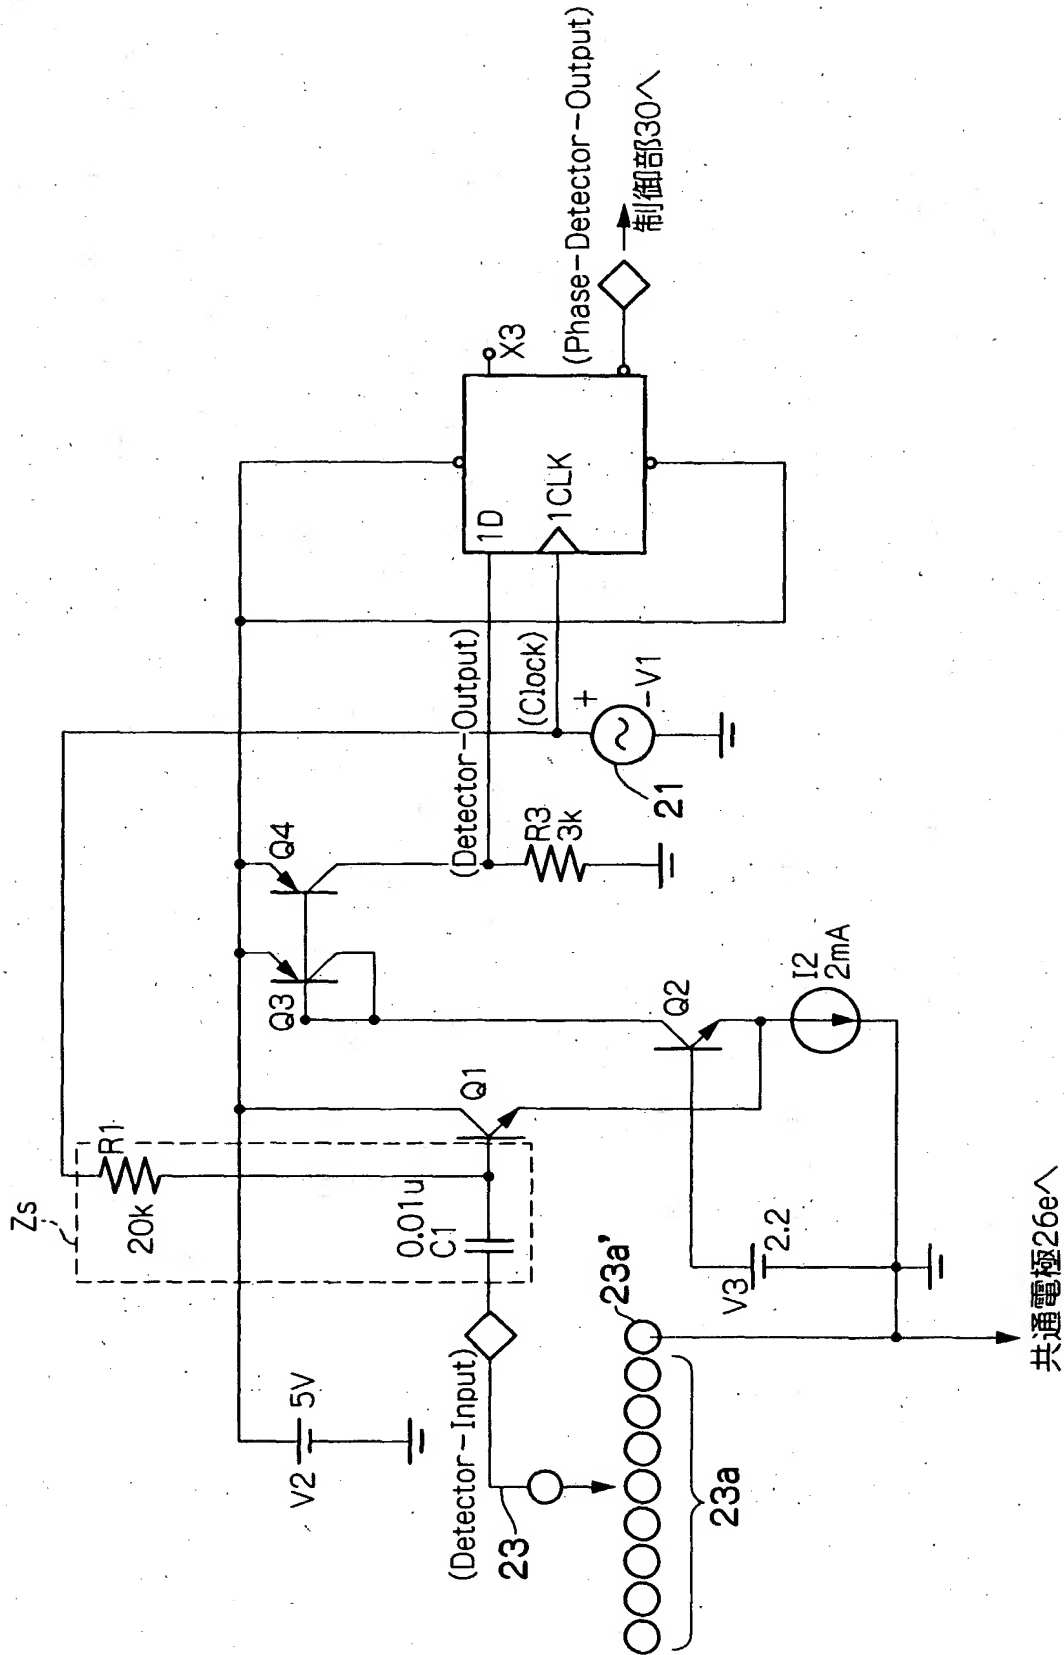 Zs
R1
20k
0.01u
C1
Q1
V2
5V
(Detector-Input)
23
23a
23a'
V3
2.2
共通電極26eへ
Q2
I2
2mA
Q3
Q4
(Detector-Output)
R3
3k
(Clock)
+
-V1
21
1D
1CLK
X3
(Phase-Detector-Output)
制御部30へ